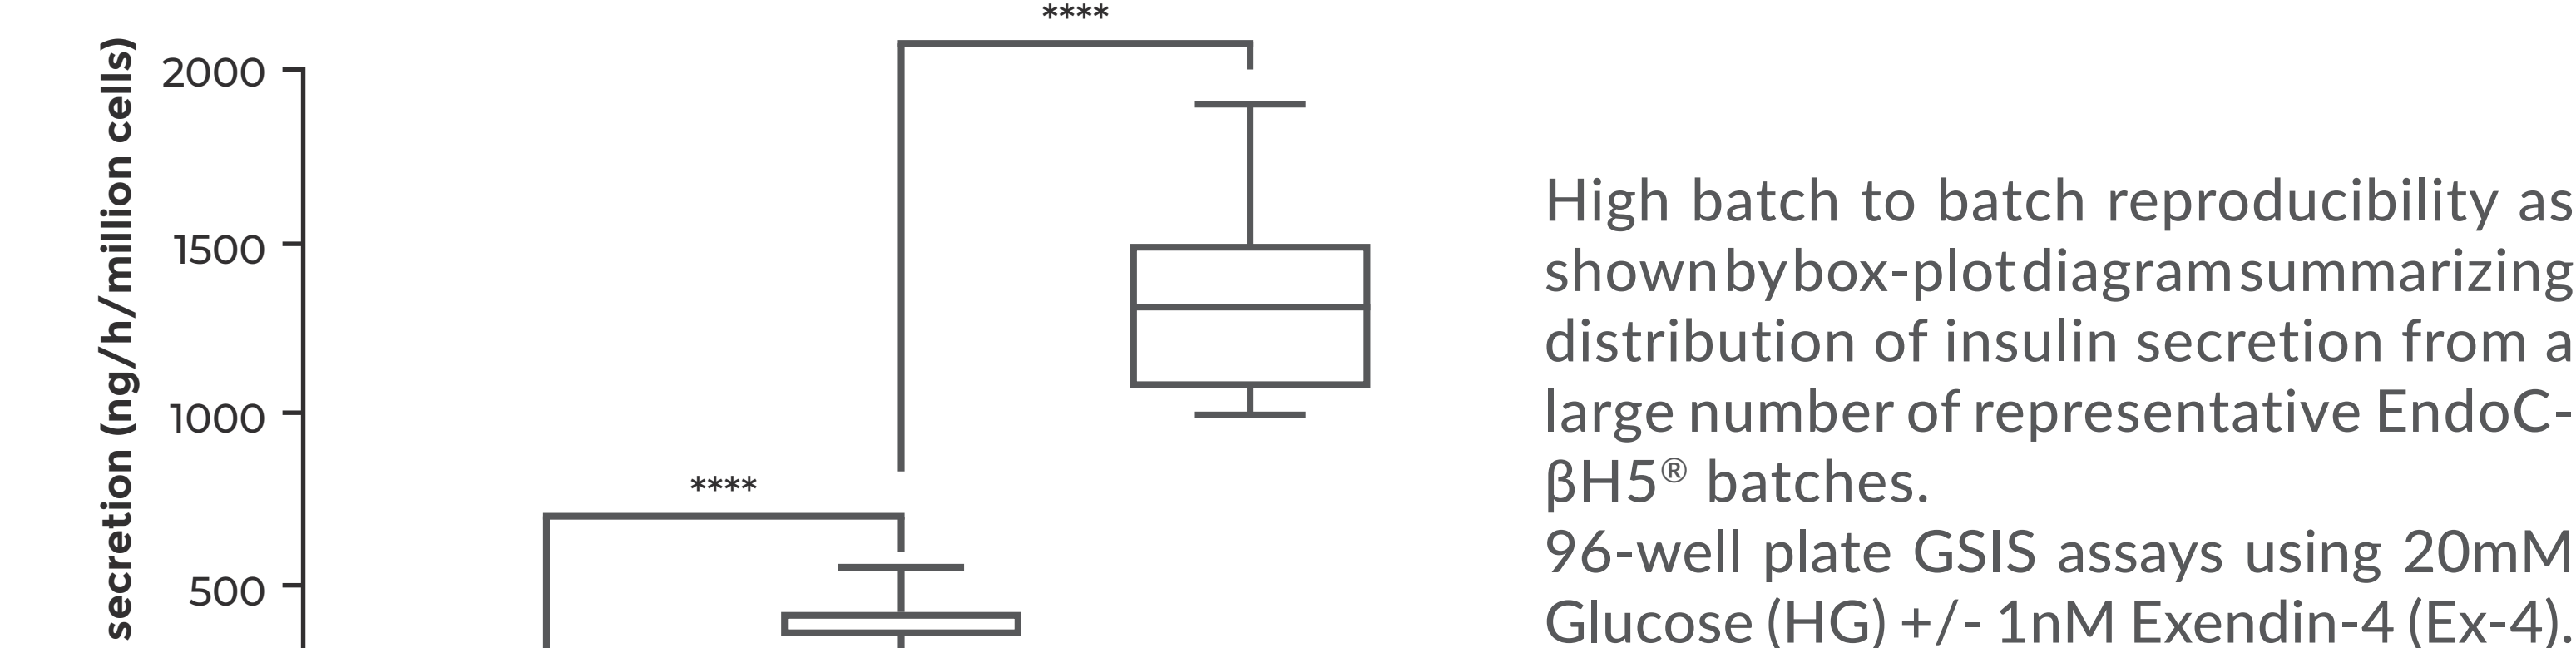 ****
2000
1500
1000
500
****
secretion (ng/h/million cells)
High batch to batch reproducibility as
shown by box-plot diagram summarizing
distribution of insulin secretion from a
large number of representative EndoC-
βH5® batches.
96-well plate GSIS assays using 20mM
Glucose (HG) +/- 1nM Exendin-4 (Ex-4).